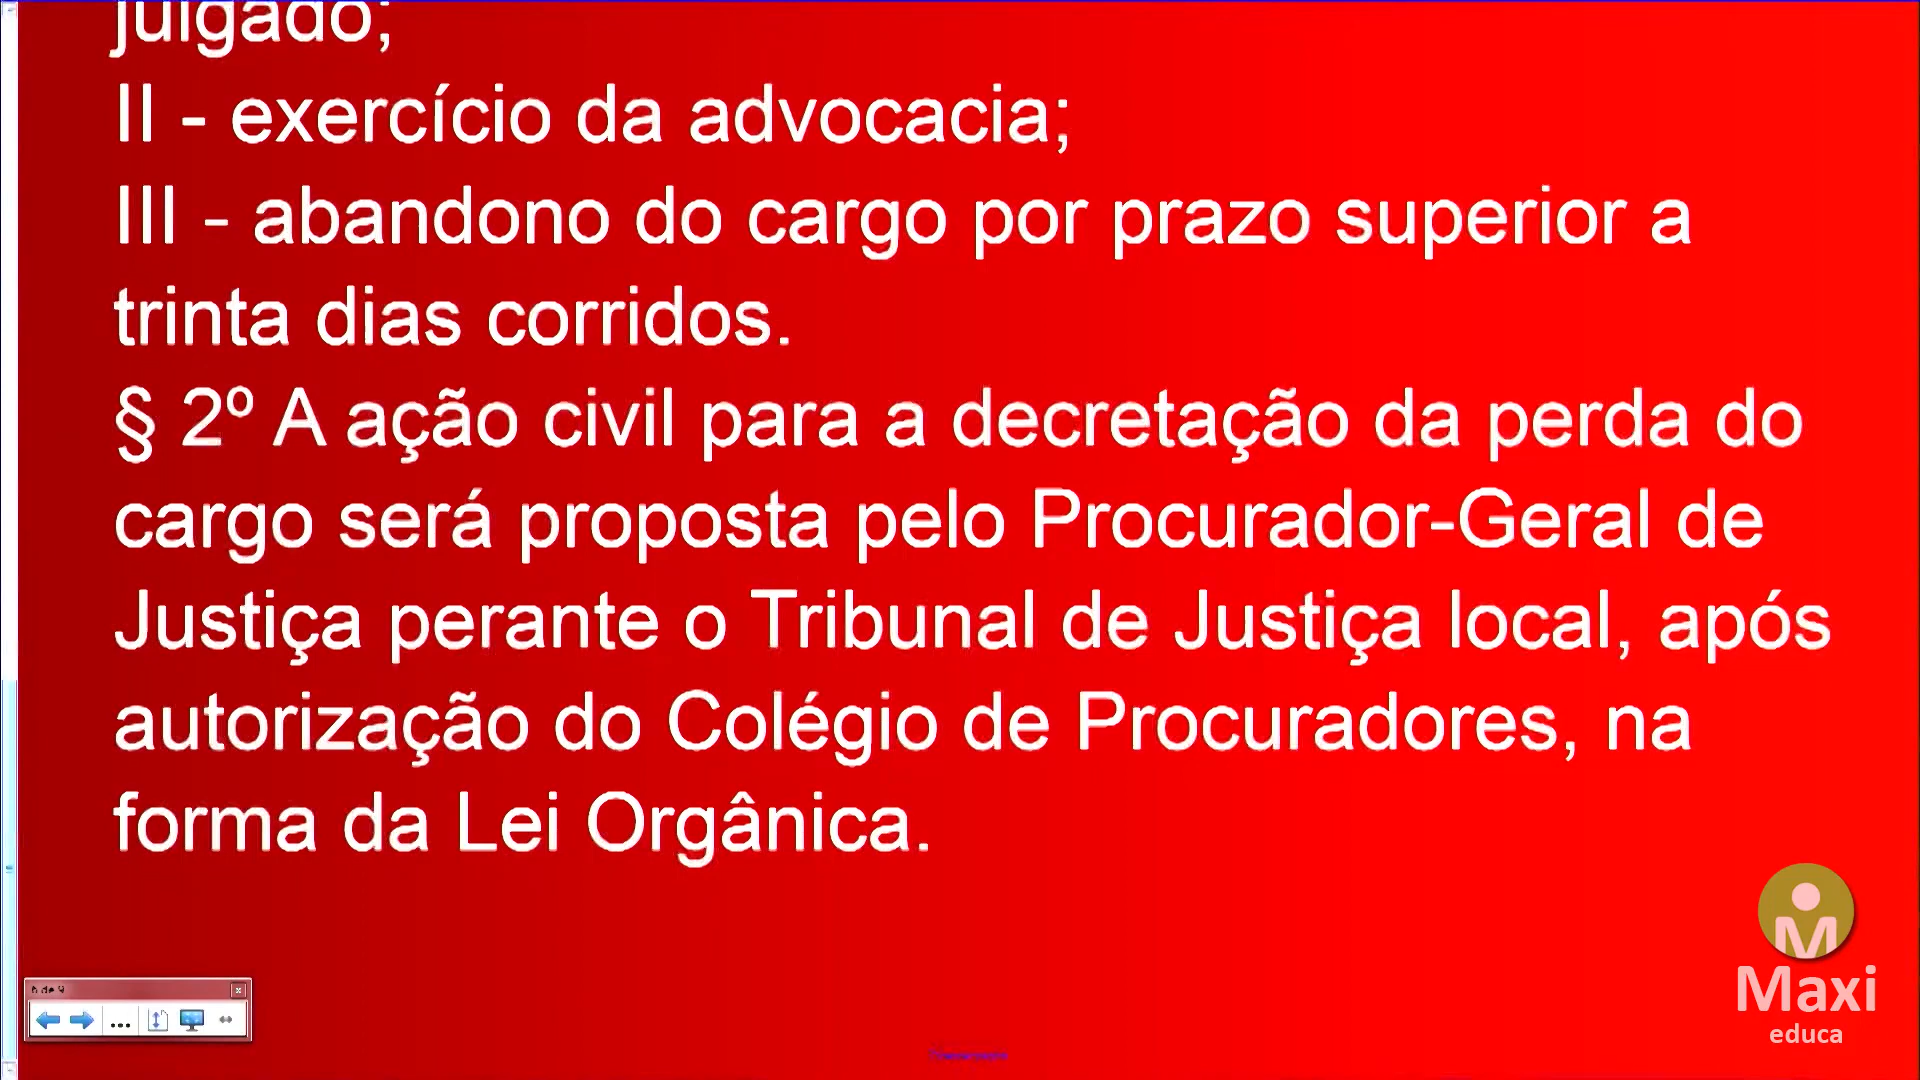 julgado;
II - exercício da advocacia;
III - abandono do cargo por prazo superior a
trinta dias corridos.
§ 2º A ação civil para a decretação da perda do
cargo será proposta pelo Procurador-Geral de
Justiça perante o Tribunal de Justiça local, após
autorização do Colégio de Procuradores, na
forma da Lei Orgânica.
M
Maxi
educa